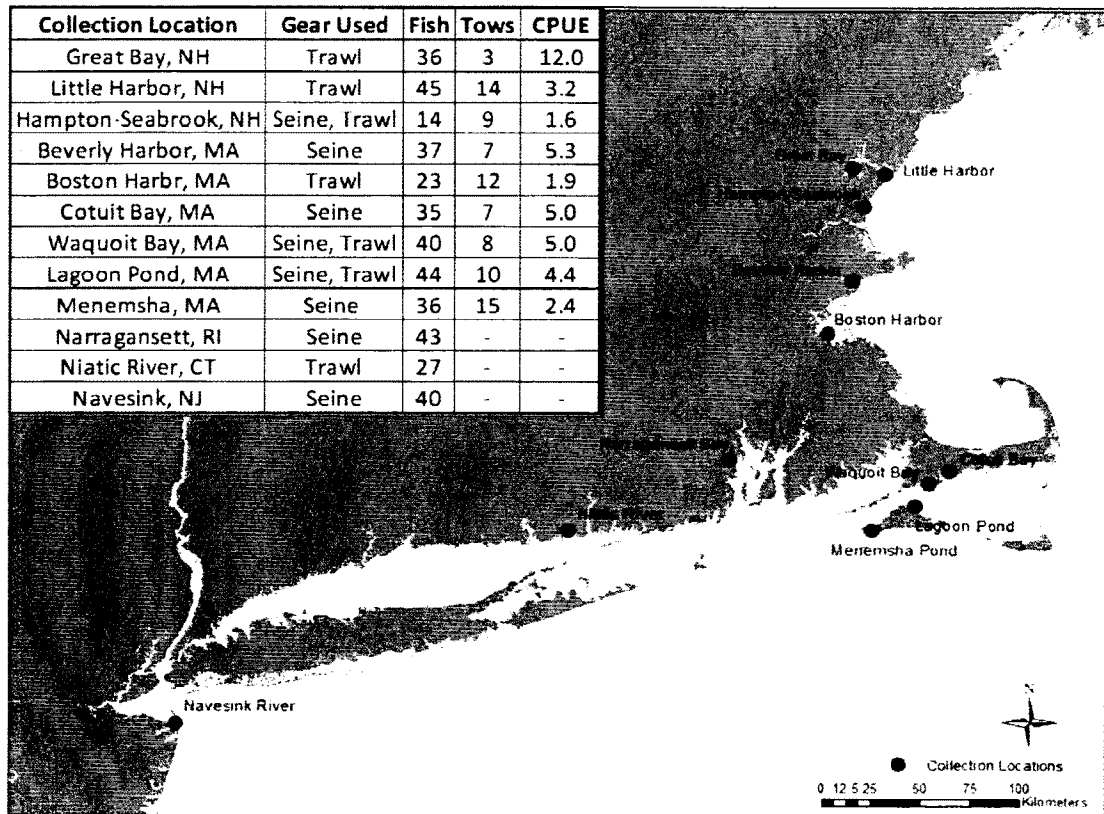 Collection Location Gear Used Fish Tows CPUE
Great Bay, NH Trawl 36 3 12.0
Little Harbor, NH Trawl 45 14 3.2
Hampton-Seabrook, NH Seine, Trawl 14 9 1.6
Beverly Harbor, MA Seine 37 7 5.3
Boston Harbr, MA Trawl 23 12 1.9
Cotuit Bay, MA Seine 35 7 5.0
Waquoit Bay, MA Seine, Trawl 40 8 5.0
Lagoon Pond, MA Seine, Trawl 44 10 4.4
Menemsha, MA Seine 36 15 2.4
Narragansett, RI Seine 43 - -
Niatic River, CT Trawl 27 - -
Navesink, NJ Seine 40 - -
Great Bay
Little Harbor
Boston Harbor
Waquoit Bay
Cotuit Bay
Lagoon Pond
Menemsha Pond
Navesink River
N
Collection Locations
0 12.5 25 50 75 100
Kilometers